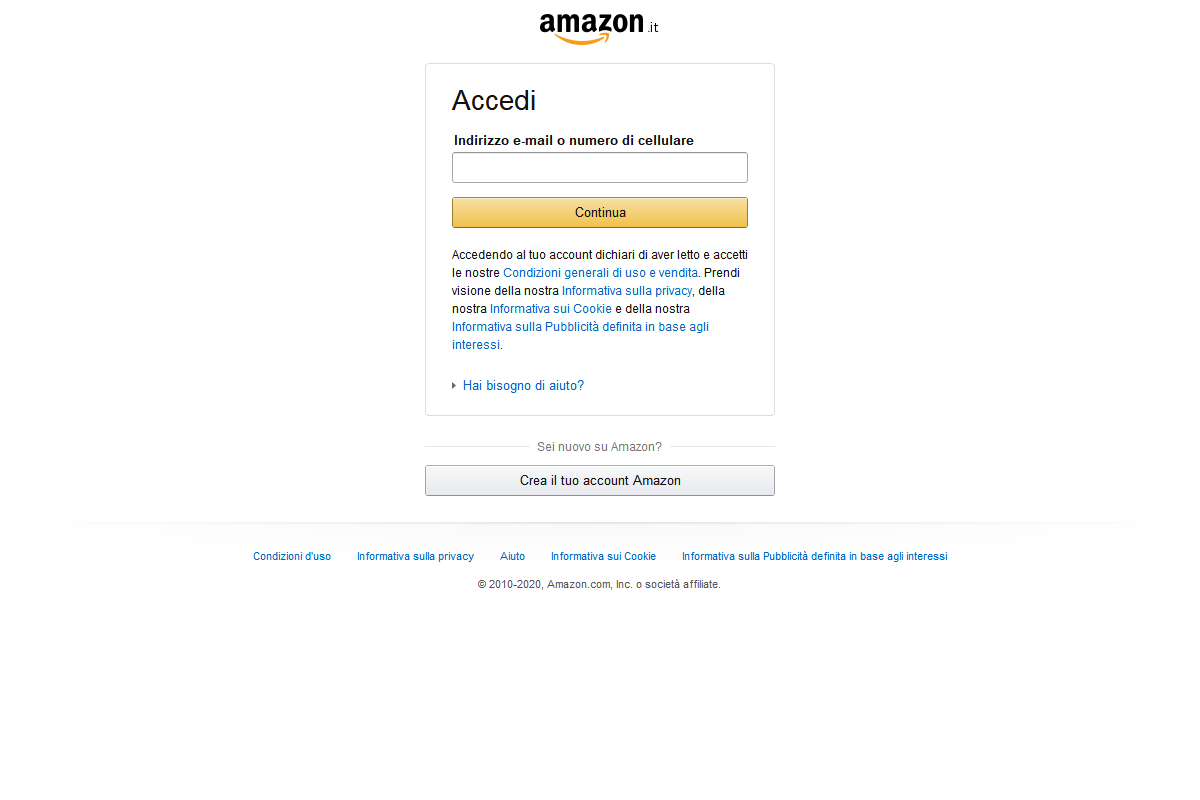 amazon.it
Accedi
Indirizzo e-mail o numero di cellulare
Continua
Accedendo al tuo account dichiari di aver letto e accetti
le nostre Condizioni generali di uso e vendita. Prendi
visione della nostra Informativa sulla privacy, della
nostra Informativa sui Cookie e della nostra
Informativa sulla Pubblicità definita in base agli
interessi.
Hai bisogno di aiuto?
Sei nuovo su Amazon?
Crea il tuo account Amazon
Condizioni d'uso Informativa sulla privacy Aiuto Informativa sui Cookie Informativa sulla Pubblicità definita in base agli interessi
© 2010-2020, Amazon.com, Inc. o società affiliate.